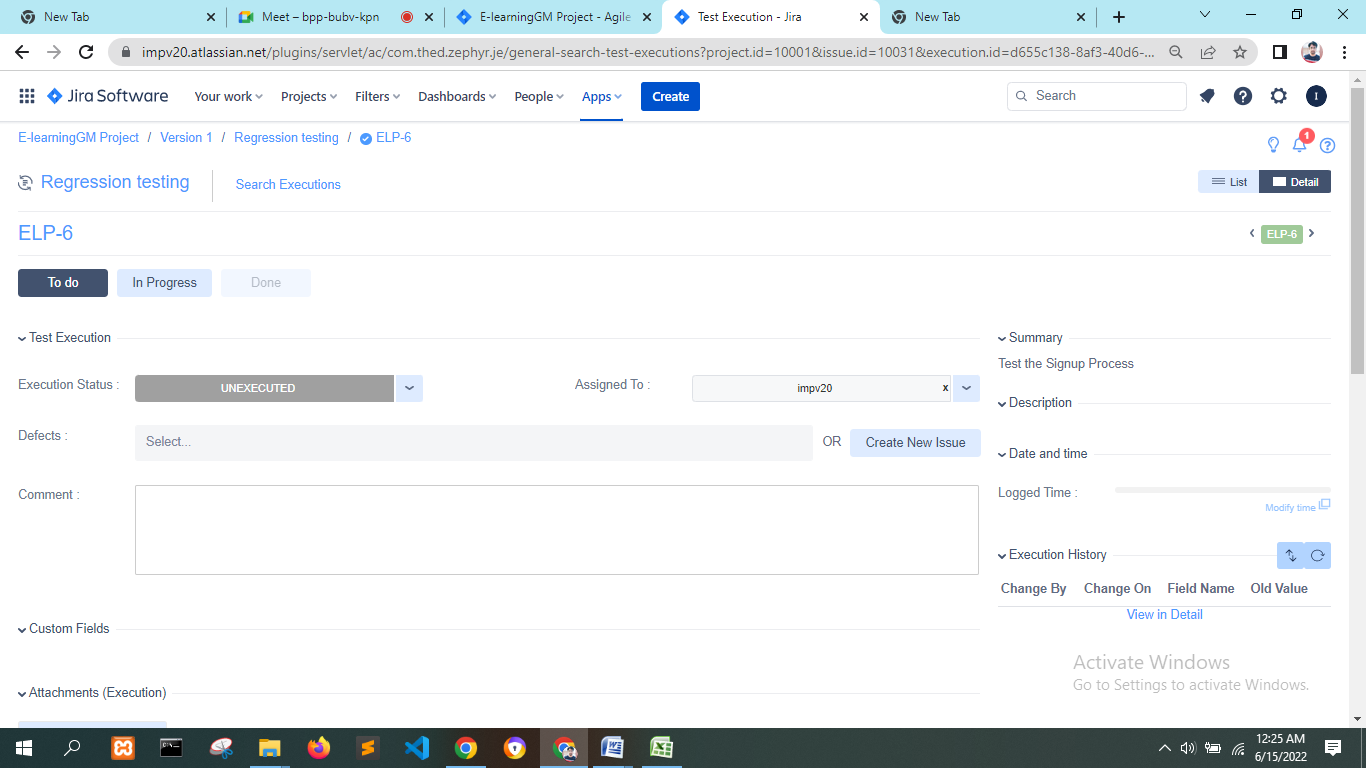 New Tab
Meet – bpp-bubv-kpn
E-learningGM Project - Agile
Test Execution - Jira
New Tab
impv20.atlassian.net/plugins/servlet/ac/com.thed.zephyr.je/general-search-test-executions?project.id=10001&issue.id=10031&execution.id=d655c138-8af3-40d6-...
Jira Software
Your work
Projects
Filters
Dashboards
People
Apps
Create
Search
I
E-learningGM Project / Version 1 / Regression testing / ELP-6
1
Regression testing
Search Executions
List
Detail
ELP-6
ELP-6
To do
In Progress
Done
Test Execution
Execution Status :
UNEXECUTED
Assigned To :
impv20
x
Defects :
Select...
OR
Create New Issue
Comment :
Custom Fields
Attachments (Execution)
Summary
Test the Signup Process
Description
Date and time
Logged Time :
Modify time
Execution History
Change By Change On Field Name Old Value
View in Detail
Activate Windows
Go to Settings to activate Windows.
12:25 AM
6/15/2022